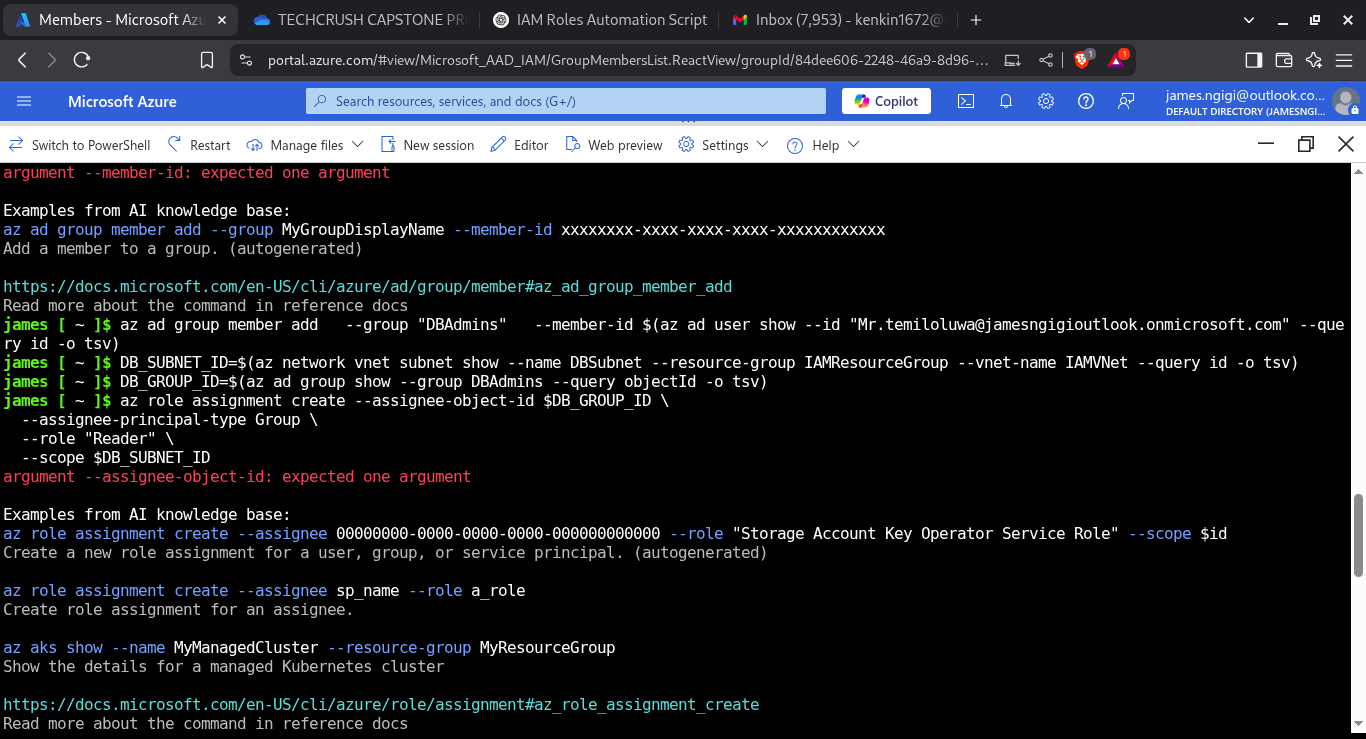 Members - Microsoft Azu
TECHCRUSH CAPSTONE PRO
IAM Roles Automation Script
Inbox (7,953) - kenkin1672@
portal.azure.com/#view/Microsoft_AAD_IAM/GroupMembersList.ReactView/groupId/84dee606-2248-46a9-8d96-...
1
1
Microsoft Azure
Search resources, services, and docs (G+/)
Copilot
james.ngigi@outlook.co...
DEFAULT DIRECTORY (JAMESNGI...
Switch to PowerShell
Restart
Manage files
New session
Editor
Web preview
Settings
Help
argument --member-id: expected one argument
Examples from AI knowledge base:
az ad group member add --group MyGroupDisplayName --member-id xxxxxxxx-xxxx-xxxx-xxxx-xxxxxxxxxxxx
Add a member to a group. (autogenerated)
https://docs.microsoft.com/en-US/cli/azure/ad/group/member#az_ad_group_member_add
Read more about the command in reference docs
james [ ~ ]$ az ad group member add   --group "DBAdmins"   --member-id $(az ad user show --id "Mr.temiloluwa@jamesngigioutlook.onmicrosoft.com" --que
ry id -o tsv)
james [ ~ ]$ DB_SUBNET_ID=$(az network vnet subnet show --name DBSubnet --resource-group IAMResourceGroup --vnet-name IAMVNet --query id -o tsv)
james [ ~ ]$ DB_GROUP_ID=$(az ad group show --group DBAdmins --query objectId -o tsv)
james [ ~ ]$ az role assignment create --assignee-object-id $DB_GROUP_ID \
  --assignee-principal-type Group \
  --role "Reader" \
  --scope $DB_SUBNET_ID
argument --assignee-object-id: expected one argument
Examples from AI knowledge base:
az role assignment create --assignee 00000000-0000-0000-0000-000000000000 --role "Storage Account Key Operator Service Role" --scope $id
Create a new role assignment for a user, group, or service principal. (autogenerated)
az role assignment create --assignee sp_name --role a_role
Create role assignment for an assignee.
az aks show --name MyManagedCluster --resource-group MyResourceGroup
Show the details for a managed Kubernetes cluster
https://docs.microsoft.com/en-US/cli/azure/role/assignment#az_role_assignment_create
Read more about the command in reference docs